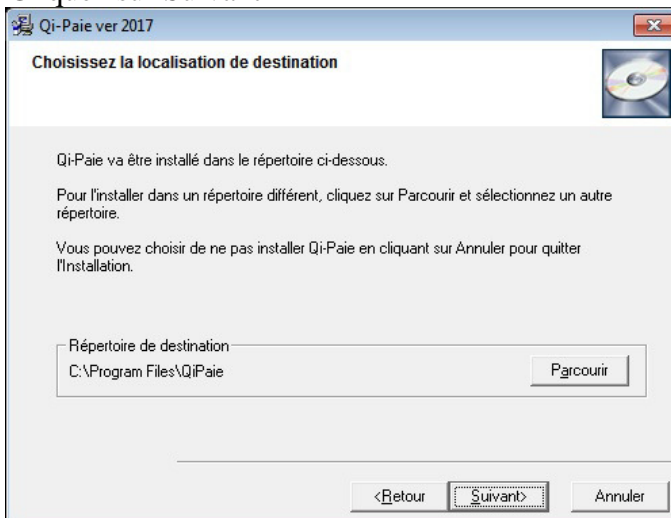 Qi-Paie ver 2017
Choisissez la localisation de destination
Qi-Paie va être installé dans le répertoire ci-dessous.
Pour l'installer dans un répertoire différent, cliquez sur Parcourir et sélectionnez un autre
répertoire.
Vous pouvez choisir de ne pas installer Qi-Paie en cliquant sur Annuler pour quitter
l'Installation.
Répertoire de destination
C:\Program Files\QiPaie
Parcourir
<Retour
Suivant>
Annuler